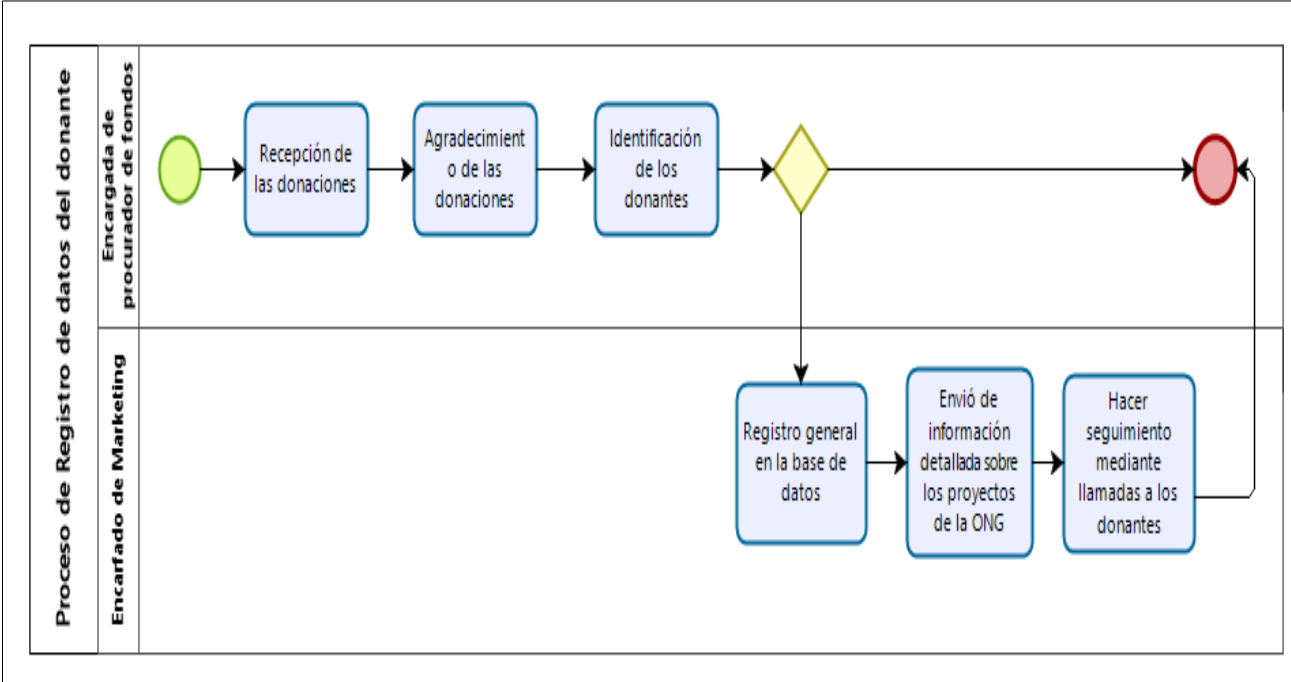 Proceso de Registro de datos del donante
Encargada de
procurador de fondos
Recepción de
las donaciones
Agradecimient
o de las
donaciones
Identificación
de los
donantes
Encarfado de Marketing
Registro general
en la base de
datos
Envió de
información
detallada sobre
los proyectos
de la ONG
Hacer
seguimiento
mediante
llamadas a los
donantes